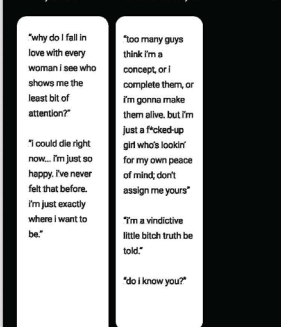 "why do I fall in
love with every
woman i see who
shows me the
least bit of
attention?"
"i could die right
now... i'm just so
happy. i've never
felt that before.
i'm just exactly
where i want to
be."
"too many guys
think i'm a
concept, or i
complete them, or
i'm gonna make
them alive. but i'm
just a f*cked-up
girl who's lookin'
for my own peace
of mind; don't
assign me yours"
"i'm a vindictive
little bitch truth be
told."
"do i know you?"